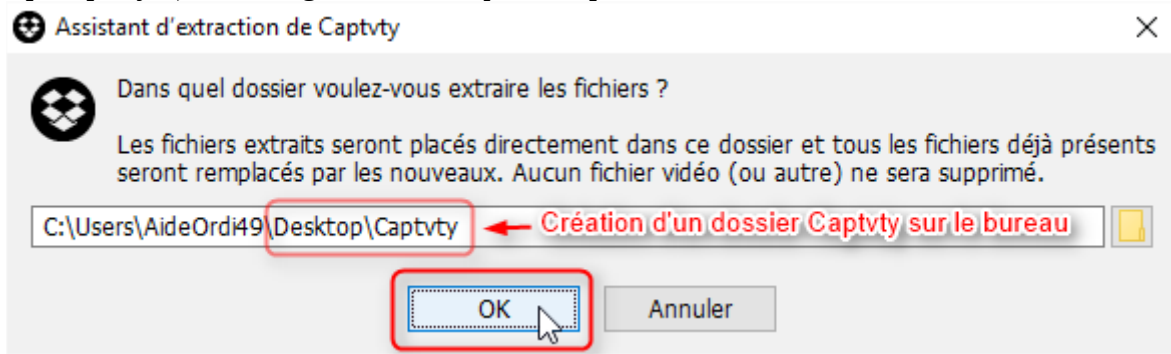 Assistant d'extraction de Captvty
Dans quel dossier voulez-vous extraire les fichiers ?
Les fichiers extraits seront placés directement dans ce dossier et tous les fichiers déjà présents
seront remplacés par les nouveaux. Aucun fichier vidéo (ou autre) ne sera supprimé.
C:\Users\AideOrdi49\Desktop\Captvty
Création d'un dossier Captvty sur le bureau
OK
Annuler